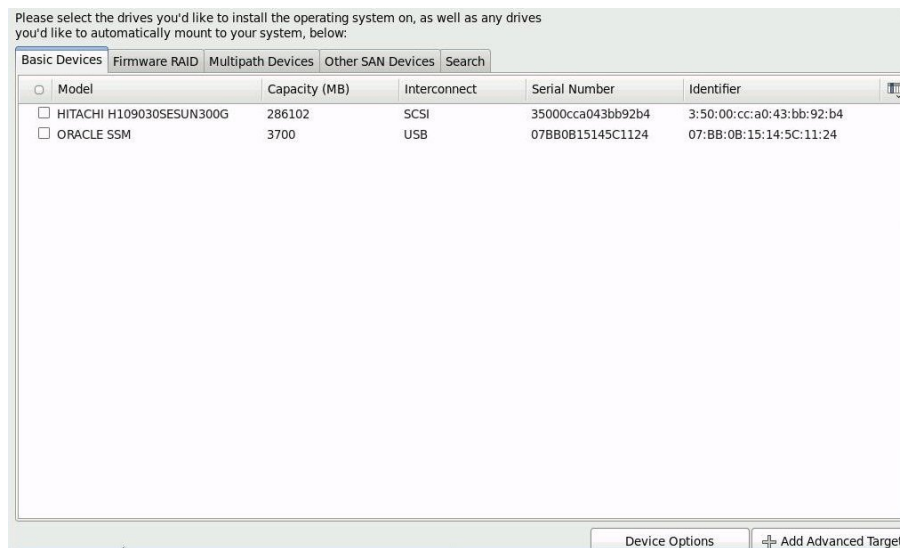 Please select the drives you'd like to install the operating system on, as well as any drives
you'd like to automatically mount to your system, below:
Basic Devices Firmware RAID Multipath Devices Other SAN Devices Search
Model Capacity (MB) Interconnect Serial Number Identifier
HITACHI H109030SESUN300G 286102 SCSI 35000cca043bb92b4 3:50:00:cc:a0:43:bb:92:b4
ORACLE SSM 3700 USB 07BB0B15145C1124 07:BB:0B:15:14:5C:11:24
Device Options Add Advanced Target